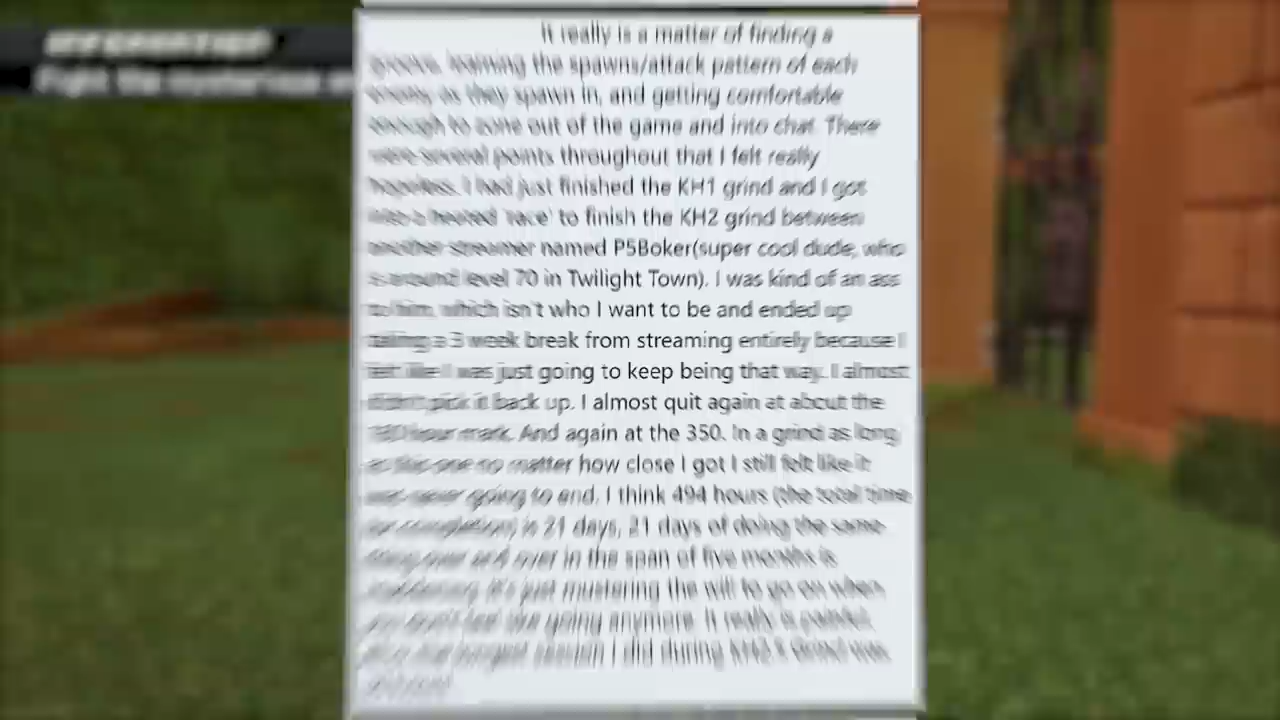 It really is a matter of finding a
groove, learning the spawns/attack pattern of each
enemy, as they spawn in, and getting comfortable
enough to zone out of the game and into chat. There
were several points throughout that I felt really
hopeless. I had just finished the KH1 grind and I got
into a heated 'race' to finish the KH2 grind between
another streamer named P5Boker(super cool dude, who
is around level 70 in Twilight Town). I was kind of an ass
to him, which isn't who I want to be and ended up
taking a 3 week break from streaming entirely because I
felt like I was just going to keep being that way. I almost
didn't pick it back up. I almost quit again at about the
hour mark. And again at the 350. In a grind as long
as this one no matter how close I got I still felt like it
was never going to end. I think 494 hours (the total time
completion) is 21 days, 21 days of doing the same
thing over and over in the span of five months is
maddening. It's just mustering the will to go on when
you don't feel like going anymore. It really is painful.
longest session I did during grind was